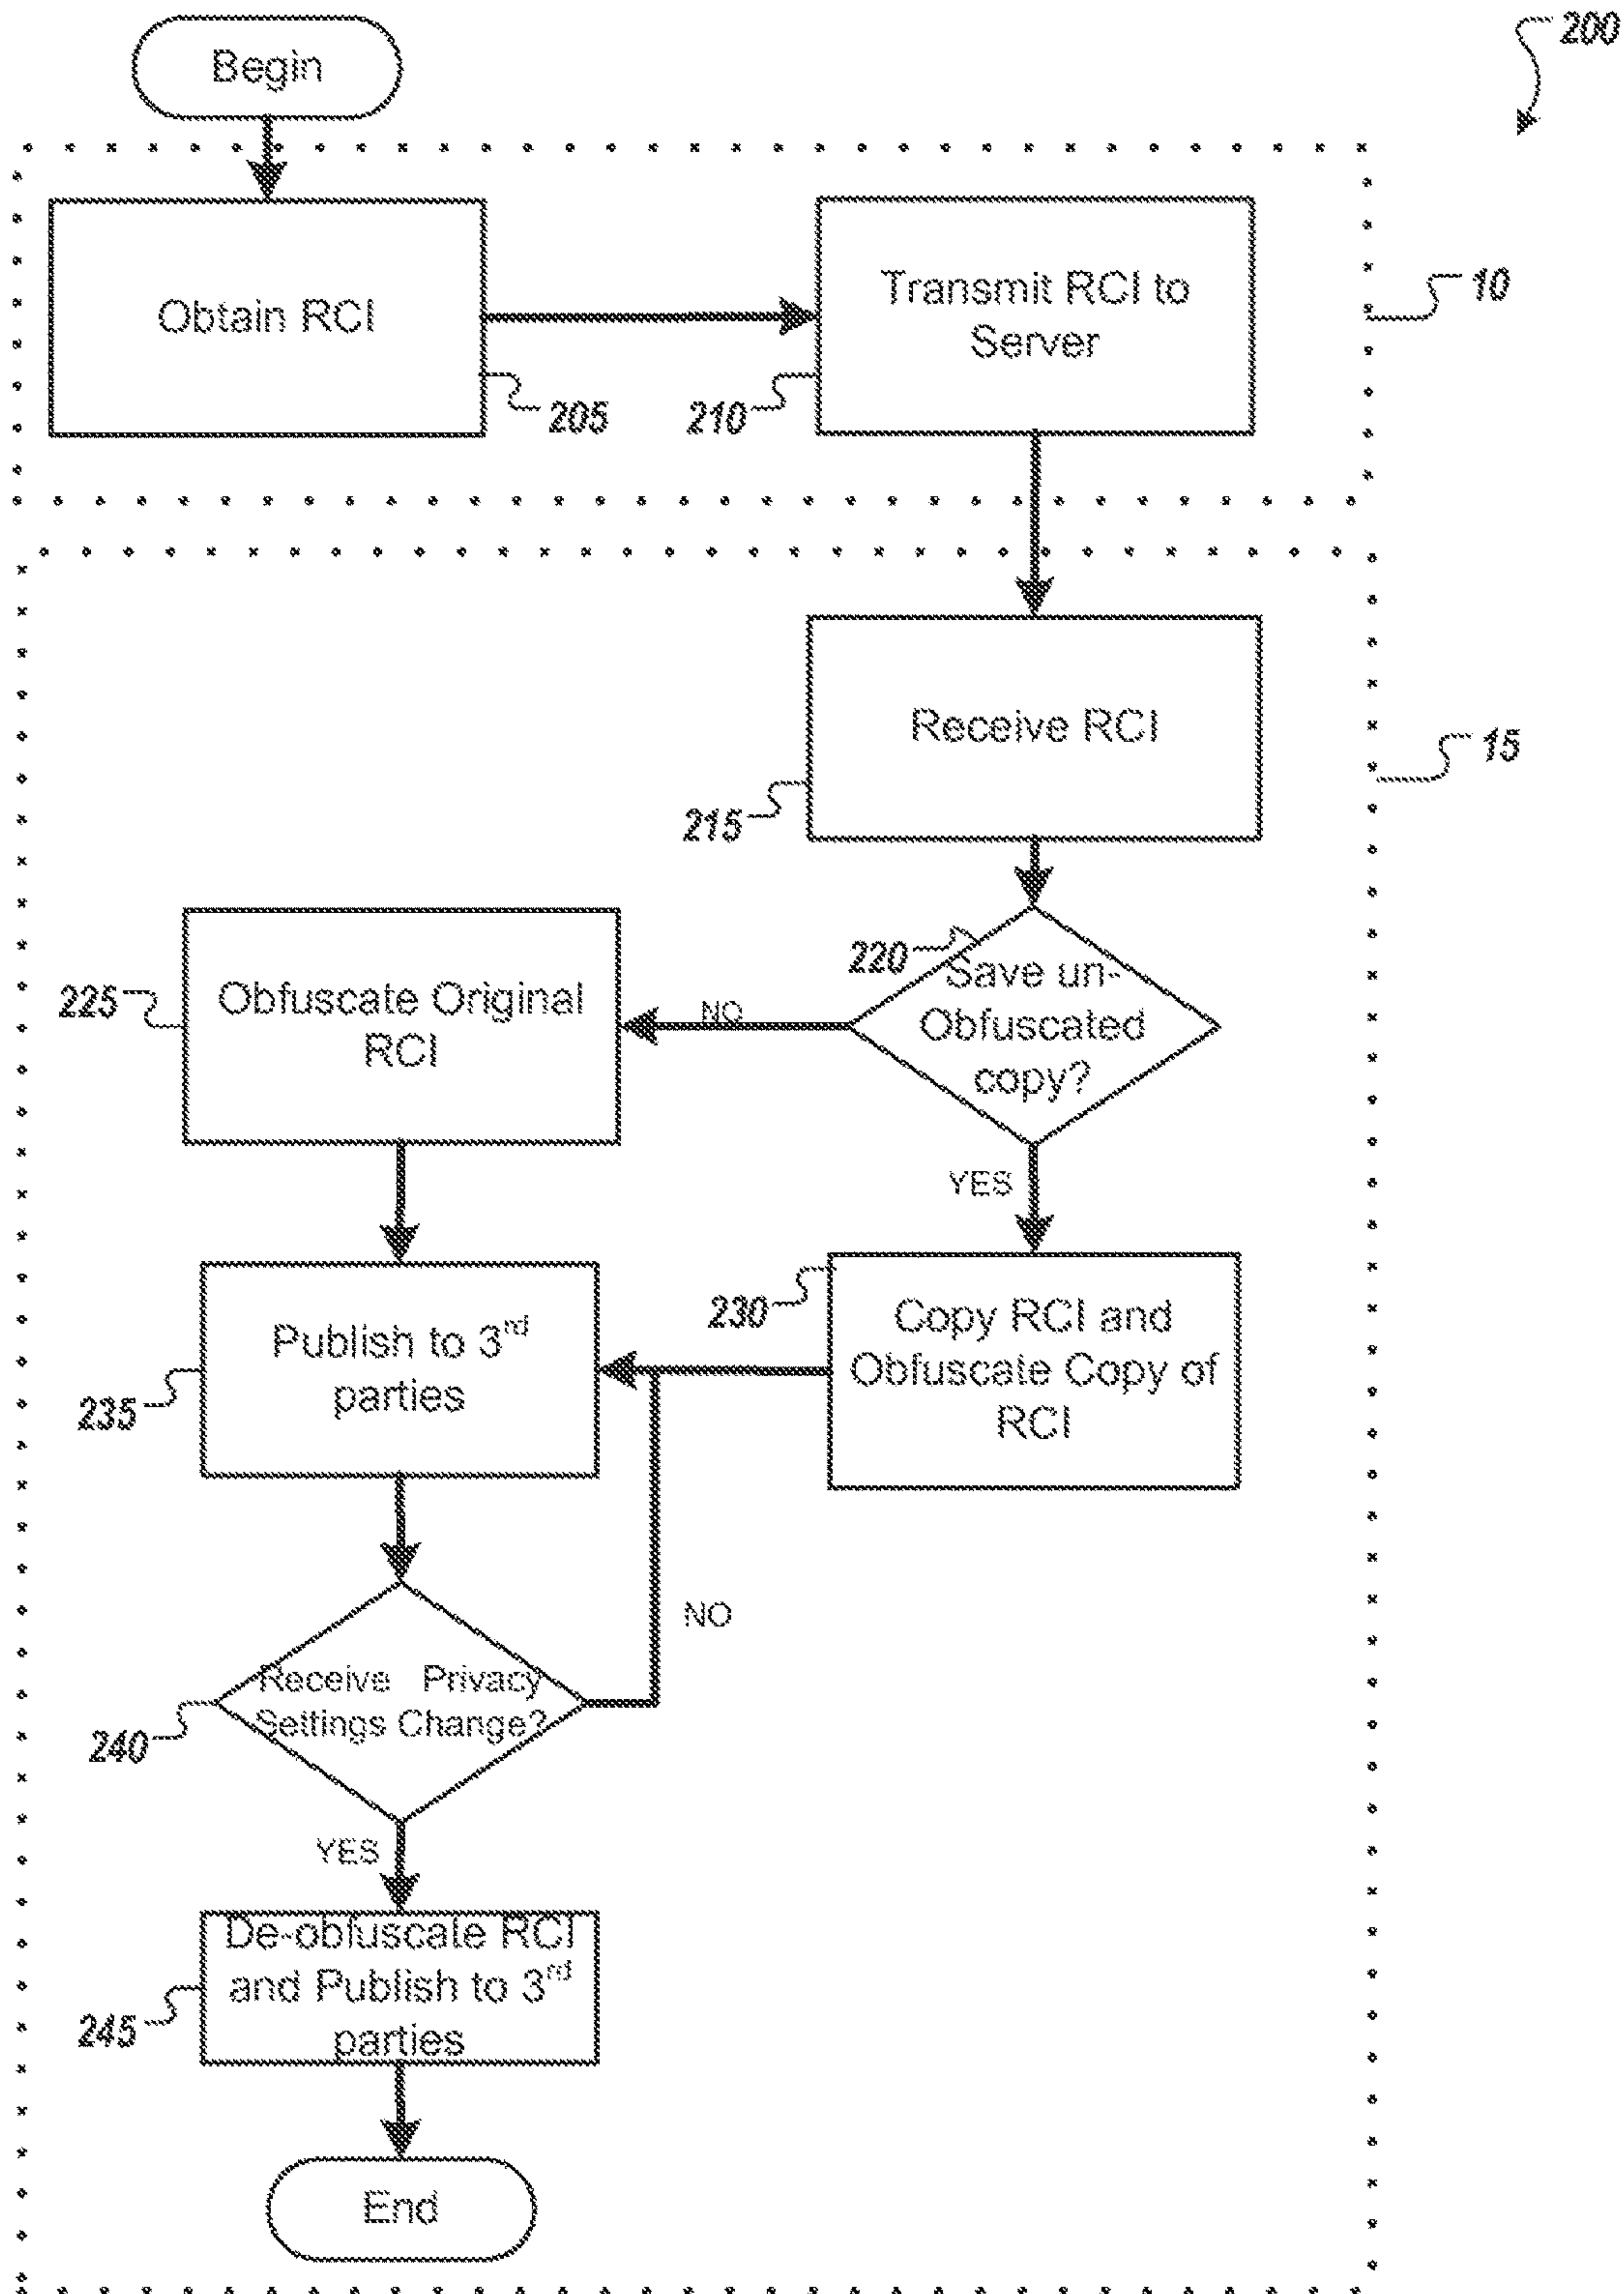 Begin
200
Obtain RCI
Transmit RCI to
Server
10
205
210
Receive RCI
15
215
220
Save un-
Obfuscated
copy?
NO
225
Obfuscate Original
RCI
YES
230
Copy RCI and
Obfuscate Copy of
RCI
Publish to 3rd
parties
235
NO
Receive Privacy
Settings Change?
240
YES
De-obfuscate RCI
and Publish to 3rd
parties
245
End